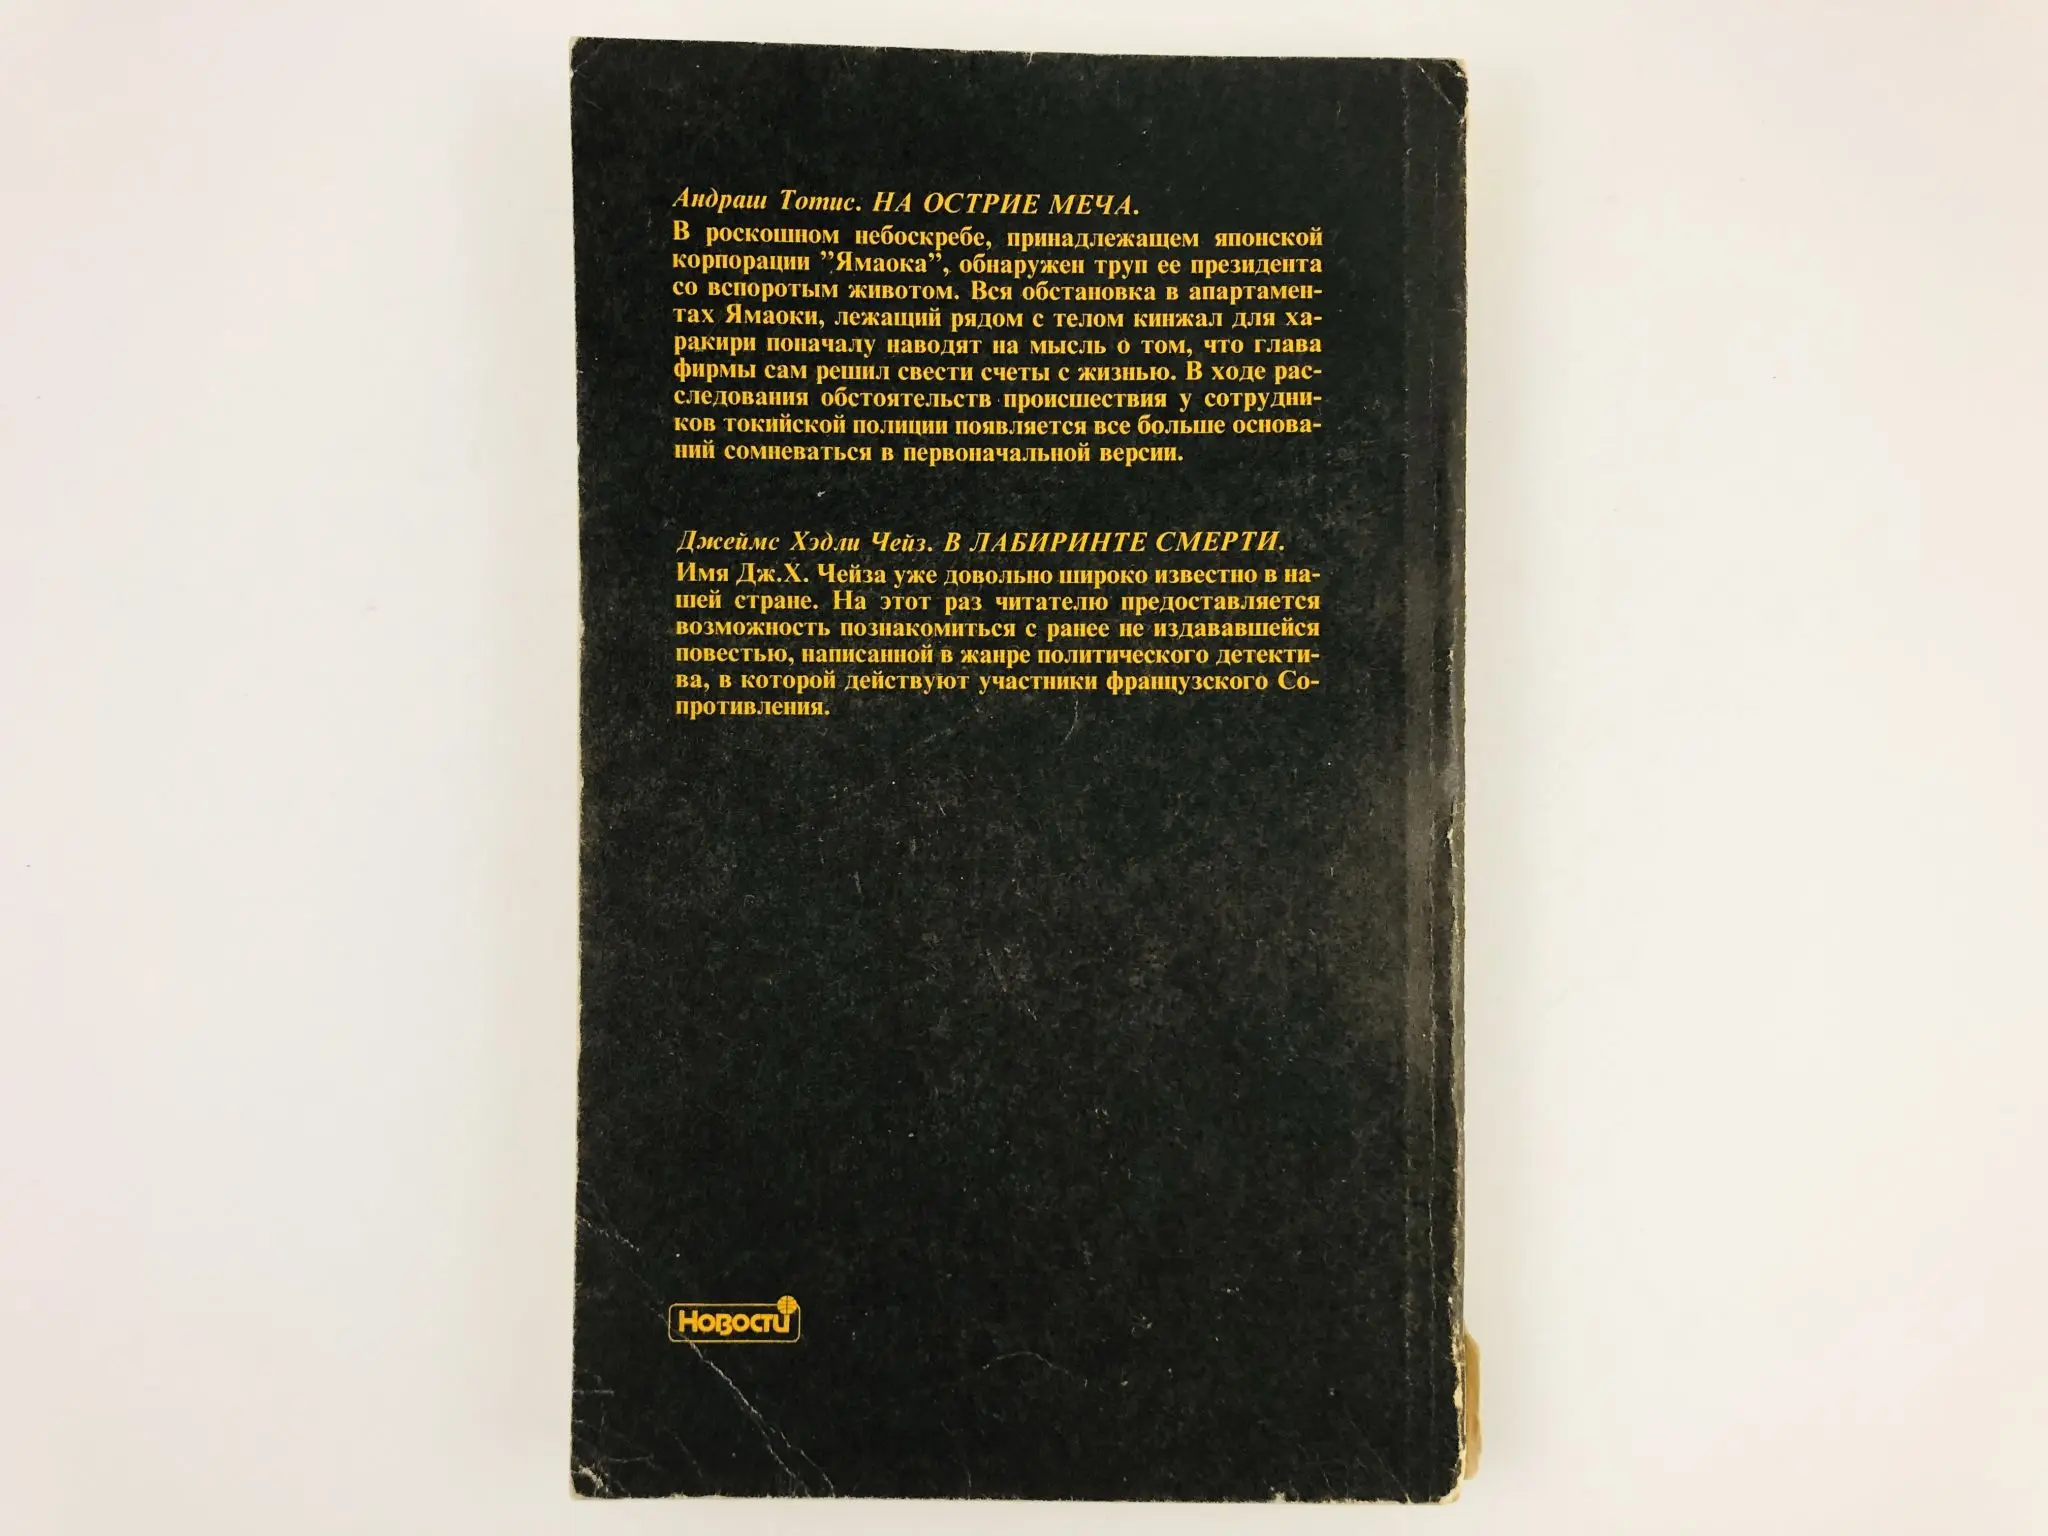 Андраш Тотис. НА ОСТРИЕ МЕЧА.
В роскошном небоскребе, принадлежащем японской
корпорации ”Ямаока”, обнаружен труп ее президента
со вспоротым животом. Вся обстановка в апартамен-
тах Ямаоки, лежащий рядом с телом кинжал для ха-
ракири поначалу наводят на мысль о том, что глава
фирмы сам решил свести счеты с жизнью. В ходе рас-
следования обстоятельств происшествия у сотрудни-
ков токийской полиции появляется все больше основа-
ний сомневаться в первоначальной версии.
Джеймс Хэдли Чейз. В ЛАБИРИНТЕ СМЕРТИ.
Имя Дж.Х. Чейза уже довольно широко известно в на-
шей стране. На этот раз читателю предоставляется
возможность познакомиться с ранее не издававшейся
повестью, написанной в жанре политического детекти-
ва, в которой действуют участники французского Со-
противления.
Новости